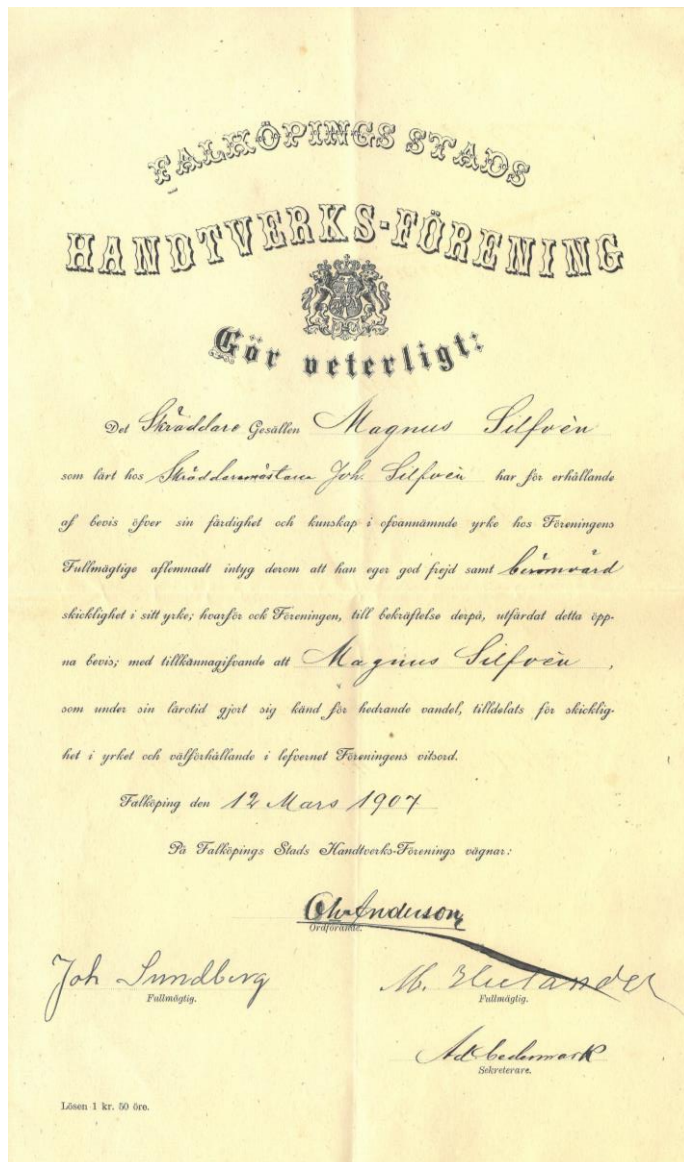 FALKÖPINGS STADS
HANDTVERKS-FÖRENING
Gör veterligt:
Det Skräddare Gesällen Magnus Silfvén
som lärt hos Skräddaremästaren Joh. Silfvén har för erhållande
af bevis öfver sin färdighet och kunskap i ofvannämnde yrke hos Föreningens
Fullmägtige aflemnadt intyg derom att han eger god frejd samt berömvärd
skicklighet i sitt yrke; hvarför ock Föreningen, till bekräftelse derpå, utfärdat detta öpp-
na bevis; med tillkännagifvande att Magnus Silfvén,
som under sin lärotid gjort sig känd för hedrande vandel, tilldelats för skicklig-
het i yrket och välförhållande i lefvernet Föreningens vitsord.
Falköping den 12 Mars 1907
På Falköpings Stads Handtverks-Förenings vägnar:
Anderson
Ordförande.
Joh Sundberg
Fullmägtig.
M.
Fullmägtig.
Ad Cedermark
Sekreterare.
Lösen 1 kr. 50 öre.